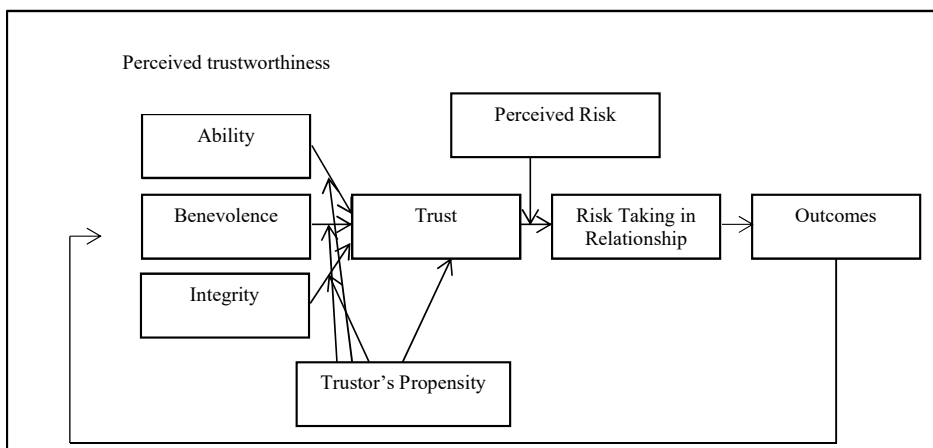 Perceived trustworthiness
Perceived Risk
Ability
Benevolence
Trust
Risk Taking in
Relationship
Outcomes
Integrity
Trustor’s Propensity